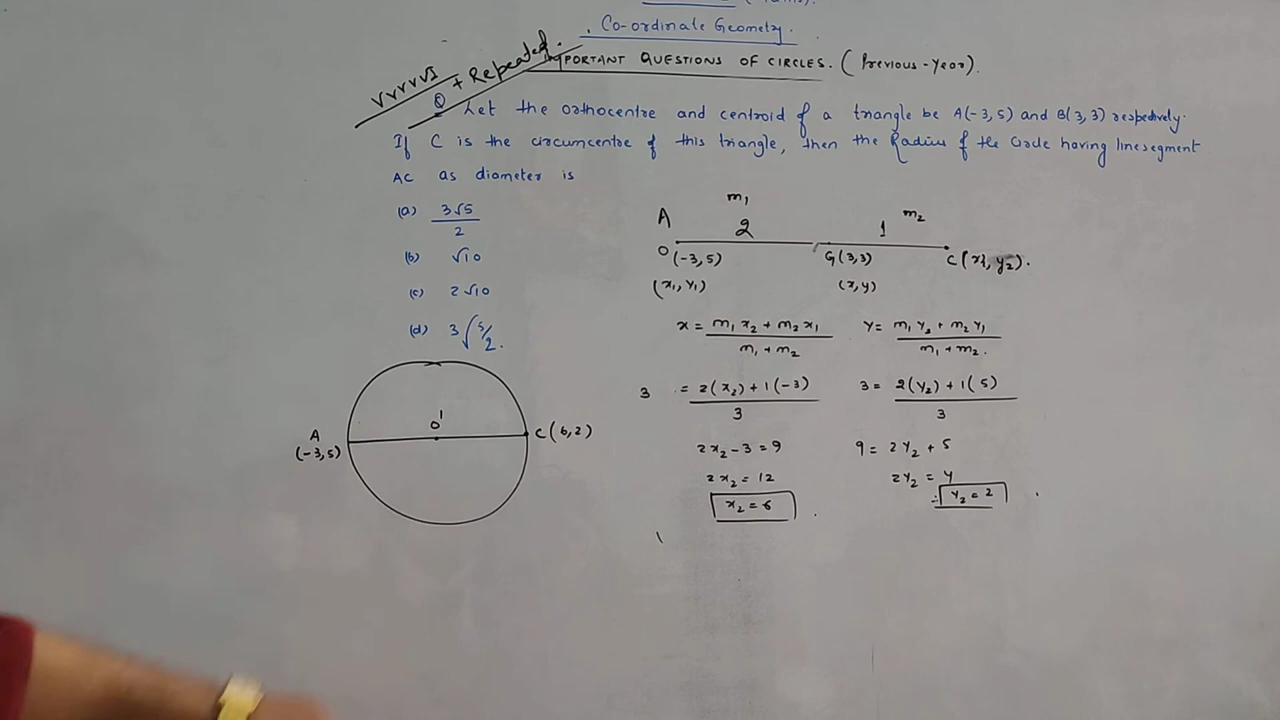 Co-ordinate Geometry.
IMPORTANT QUESTIONS OF CIRCLES. (Previous-Year).
VVVVVI
Q + Repeated.
Let the orthocentre and centroid of a triangle be A(-3,5) and B(3,3) respectively.
If C is the circumcentre of this triangle, then the Radius of the Circle having line segment
AC as diameter is
(a) 3√5/2
(b) √10
(c) 2√10
(d) 3√5/2.
m₁ m₂
A 2 1
O(-3,5) G(3,3) C(x₂, y₂).
(x₁, y₁) (x,y)
x = m₁x₂ + m₂x₁ / m₁ + m₂ y = m₁y₂ + m₂y₁ / m₁ + m₂.
3 = 2(x₂) + 1(-3) / 3 3 = 2(y₂) + 1(5) / 3
2x₂ - 3 = 9 9 = 2y₂ + 5
2x₂ = 12 2y₂ = 4
x₂ = 6 ∴ y₂ = 2
O'
A
(-3,5)
C(6,2)